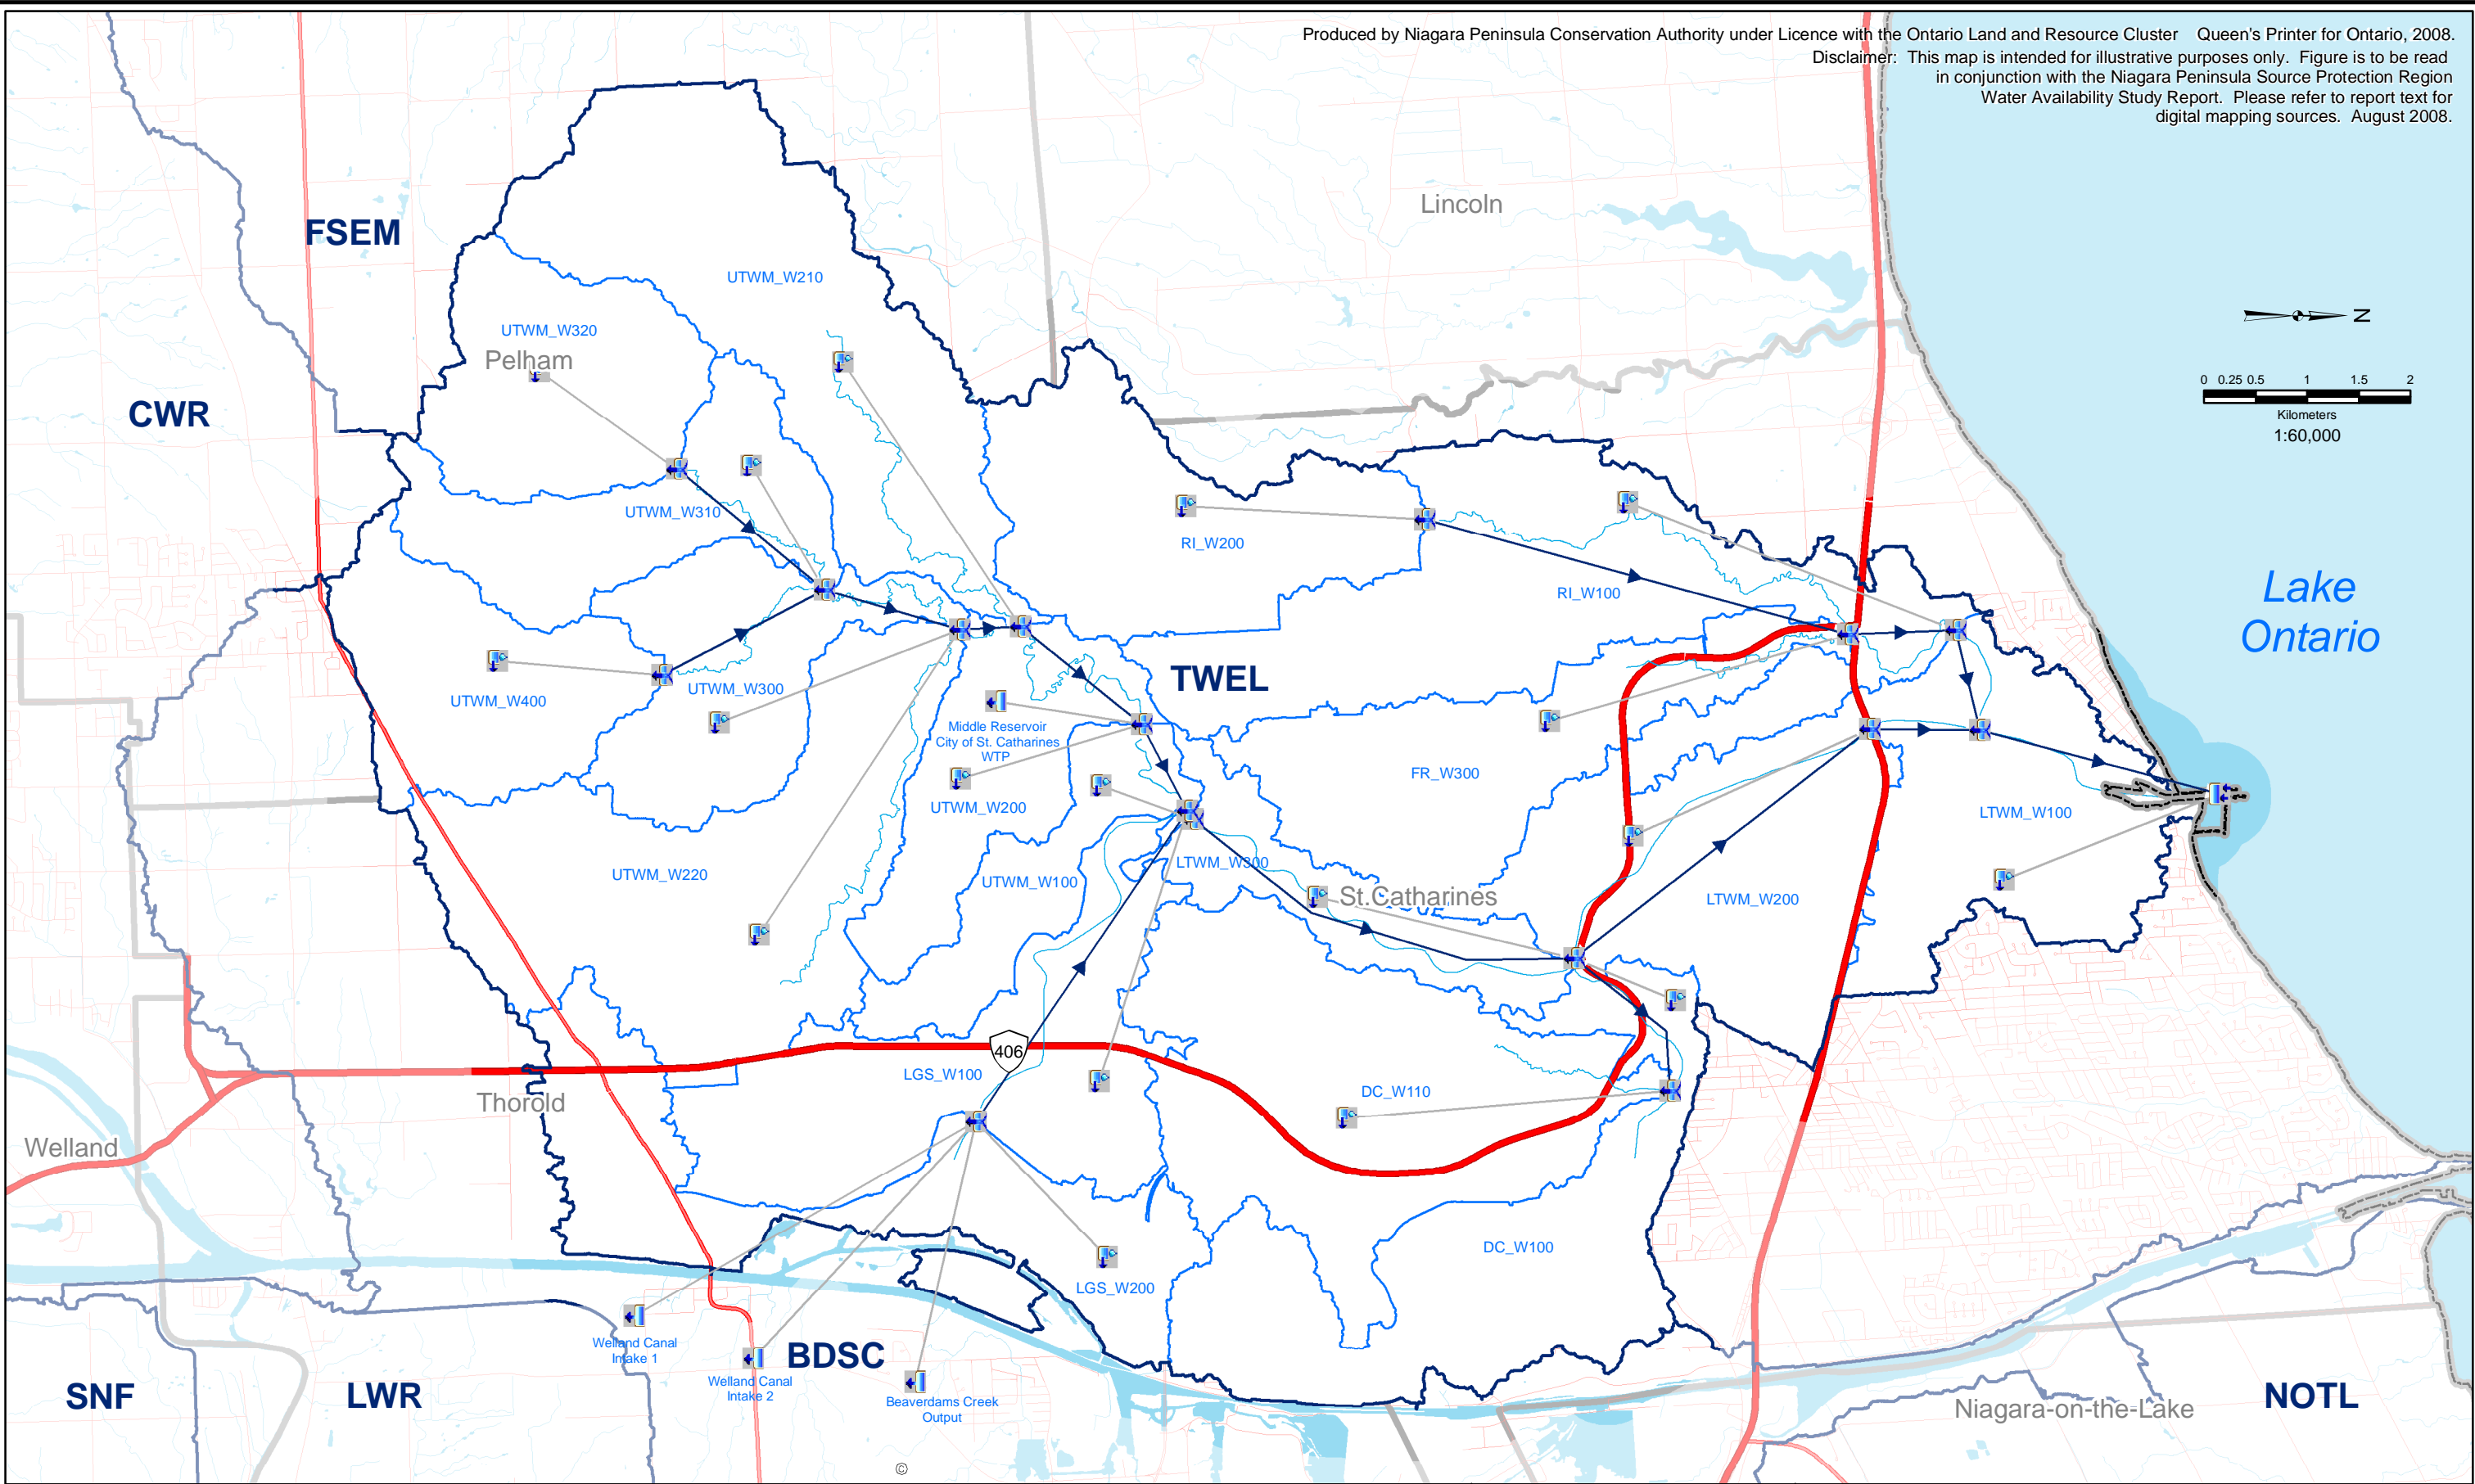 Produced by Niagara Peninsula Conservation Authority under Licence with the Ontario Land and Resource Cluster Queen's Printer for Ontario, 2008.
Disclaimer: This map is intended for illustrative purposes only. Figure is to be read
in conjunction with the Niagara Peninsula Source Protection Region
Water Availability Study Report. Please refer to report text for
digital mapping sources. August 2008.
Lincoln
FSEM
UTWM_W210
N
UTWM_W320
Pelham
0 0.25 0.5 1 1.5 2
Kilometers
1:60,000
CWR
UTWM_W310
RI_W200
RI_W100
Lake
Ontario
TWEL
UTWM_W400
UTWM_W300
Middle Reservoir
City of St. Catharines
WTP
FR_W300
UTWM_W200
LTWM_W100
UTWM_W220
UTWM_W100
LTWM_W300
St.Catharines
LTWM_W200
406
LGS_W100
Thorold
DC_W110
Welland
DC_W100
LGS_W200
Welland Canal
Intake 1
BDSC
Welland Canal
Intake 2
Beaverdams Creek
Output
SNF
LWR
Niagara-on-the-Lake
NOTL
©